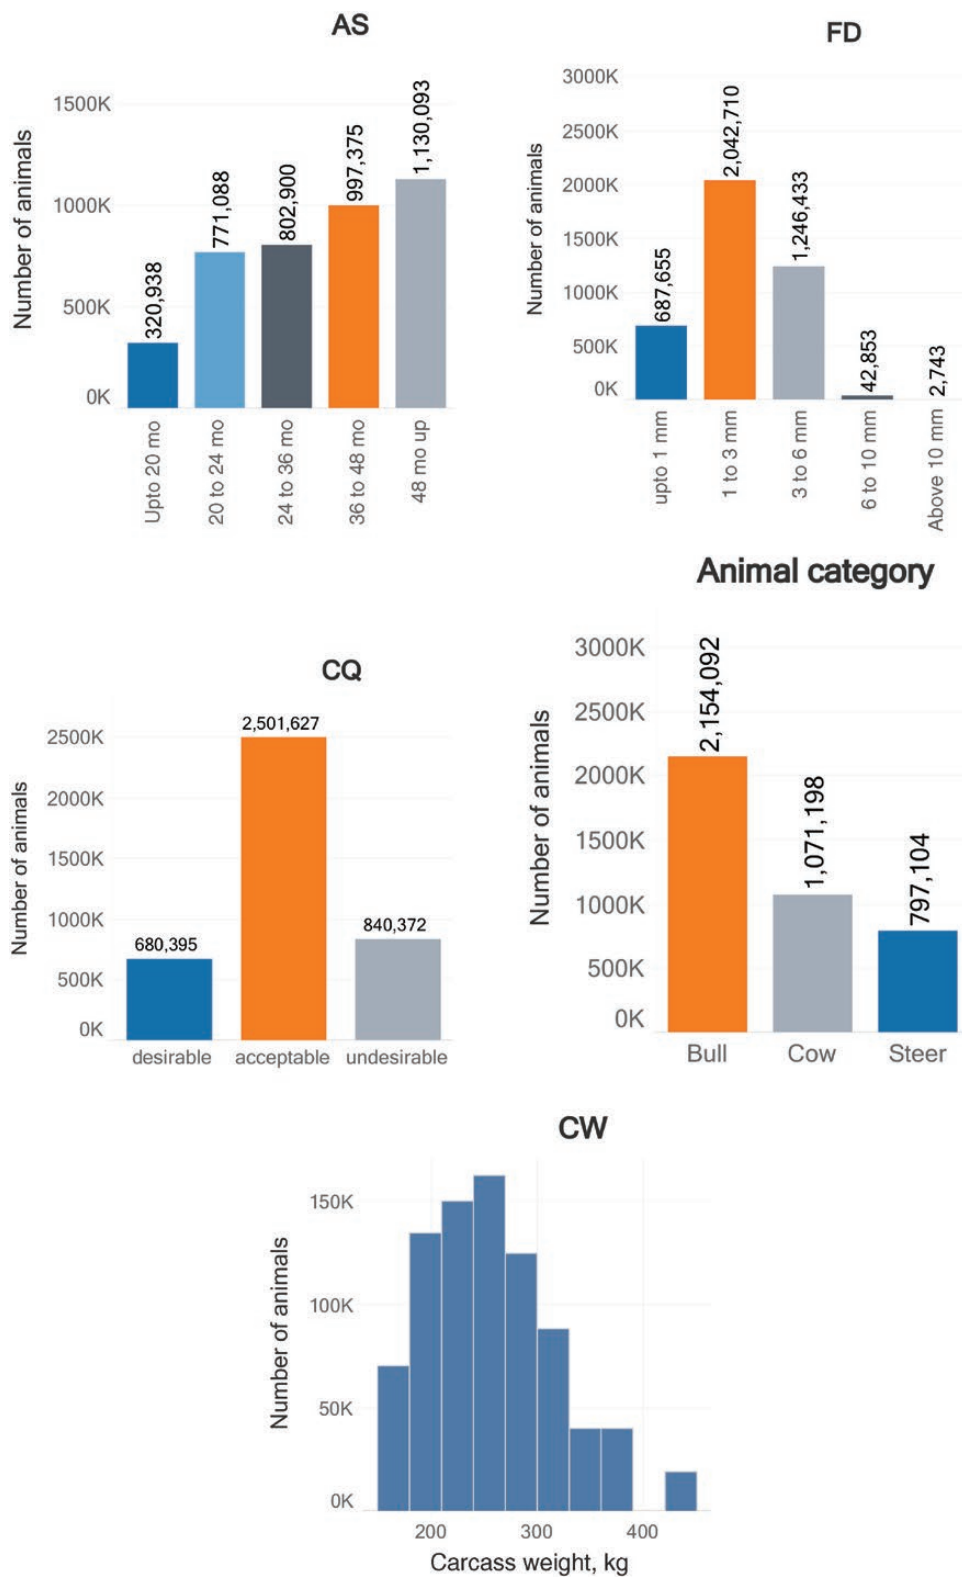 AS
Number of animals
1500K
1000K
500K
0K
320,938
771,088
802,900
997,375
1,130,093
Upto 20 mo
20 to 24 mo
24 to 36 mo
36 to 48 mo
48 mo up
FD
Number of animals
3000K
2500K
2000K
1500K
1000K
500K
0K
687,655
2,042,710
1,246,433
42,853
2,743
upto 1 mm
1 to 3 mm
3 to 6 mm
6 to 10 mm
Above 10 mm
CQ
Number of animals
2500K
2000K
1500K
1000K
500K
0K
680,395
2,501,627
840,372
desirable
acceptable
undesirable
Animal category
Number of animals
3000K
2500K
2000K
1500K
1000K
500K
0K
2,154,092
1,071,198
797,104
Bull
Cow
Steer
CW
Number of animals
150K
100K
50K
0K
200
300
400
Carcass weight, kg